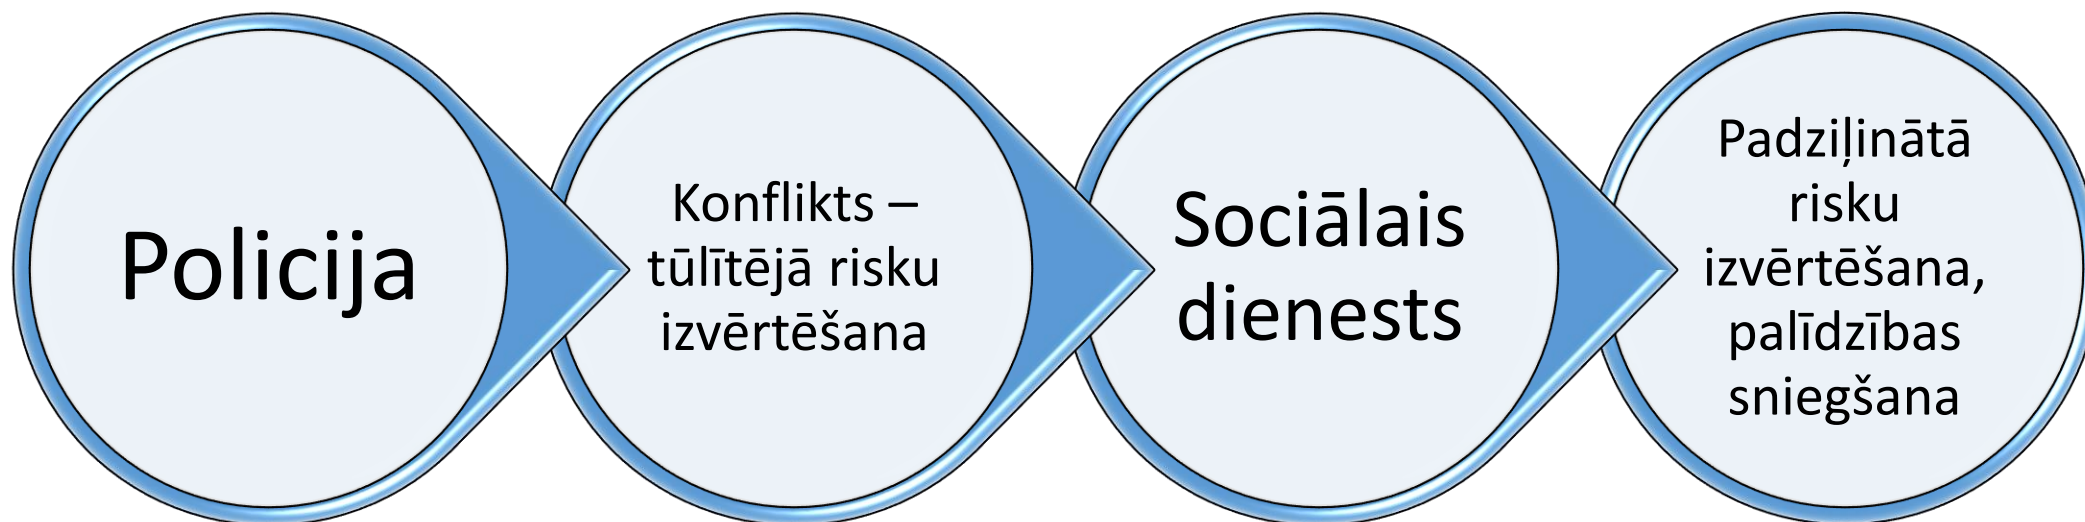 Policija
Konflikts –
tūlītējā risku
izvērtēšana
Sociālais
dienests
Padziļinātā
risku
izvērtēšana,
palīdzības
sniegšana